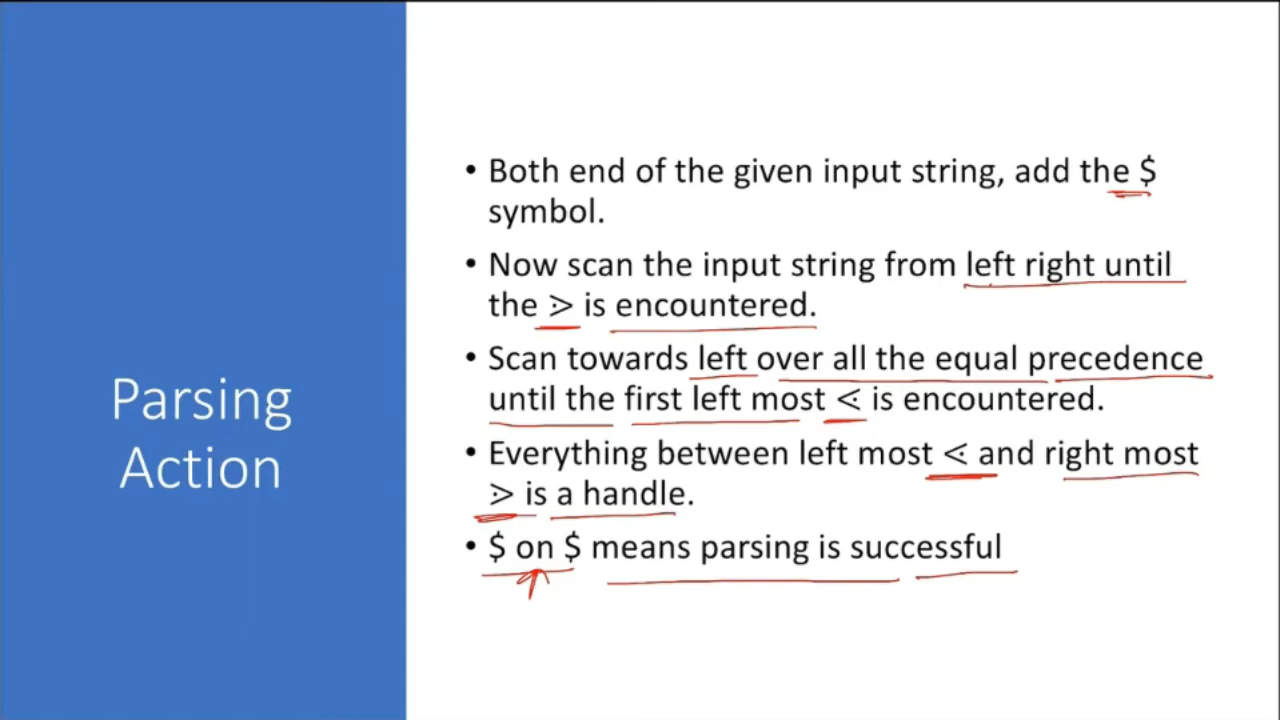 Parsing
Action
• Both end of the given input string, add the $
symbol.
• Now scan the input string from left right until
the ⋗ is encountered.
• Scan towards left over all the equal precedence
until the first left most ⋖ is encountered.
• Everything between left most ⋖ and right most
⋗ is a handle.
• $ on $ means parsing is successful